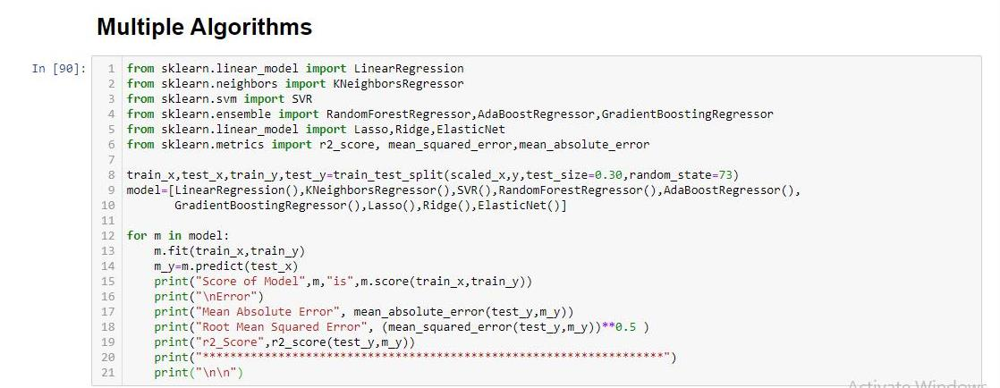 Multiple Algorithms
In [90]:
1 from sklearn.linear_model import LinearRegression
2 from sklearn.neighbors import KNeighborsRegressor
3 from sklearn.svm import SVR
4 from sklearn.ensemble import RandomForestRegressor,AdaBoostRegressor,GradientBoostingRegressor
5 from sklearn.linear_model import Lasso,Ridge,ElasticNet
6 from sklearn.metrics import r2_score, mean_squared_error,mean_absolute_error
7
8 train_x,test_x,train_y,test_y=train_test_split(scaled_x,y,test_size=0.30,random_state=73)
9 model=[LinearRegression(),KNeighborsRegressor(),SVR(),RandomForestRegressor(),AdaBoostRegressor(),
10        GradientBoostingRegressor(),Lasso(),Ridge(),ElasticNet()]
11
12 for m in model:
13     m.fit(train_x,train_y)
14     m_y=m.predict(test_x)
15     print("Score of Model",m,"is",m.score(train_x,train_y))
16     print("\nError")
17     print("Mean Absolute Error", mean_absolute_error(test_y,m_y))
18     print("Root Mean Squared Error", (mean_squared_error(test_y,m_y))**0.5 )
19     print("r2_Score",r2_score(test_y,m_y))
20     print("*******************************************************************")
21     print("\n\n")
Activate Windows